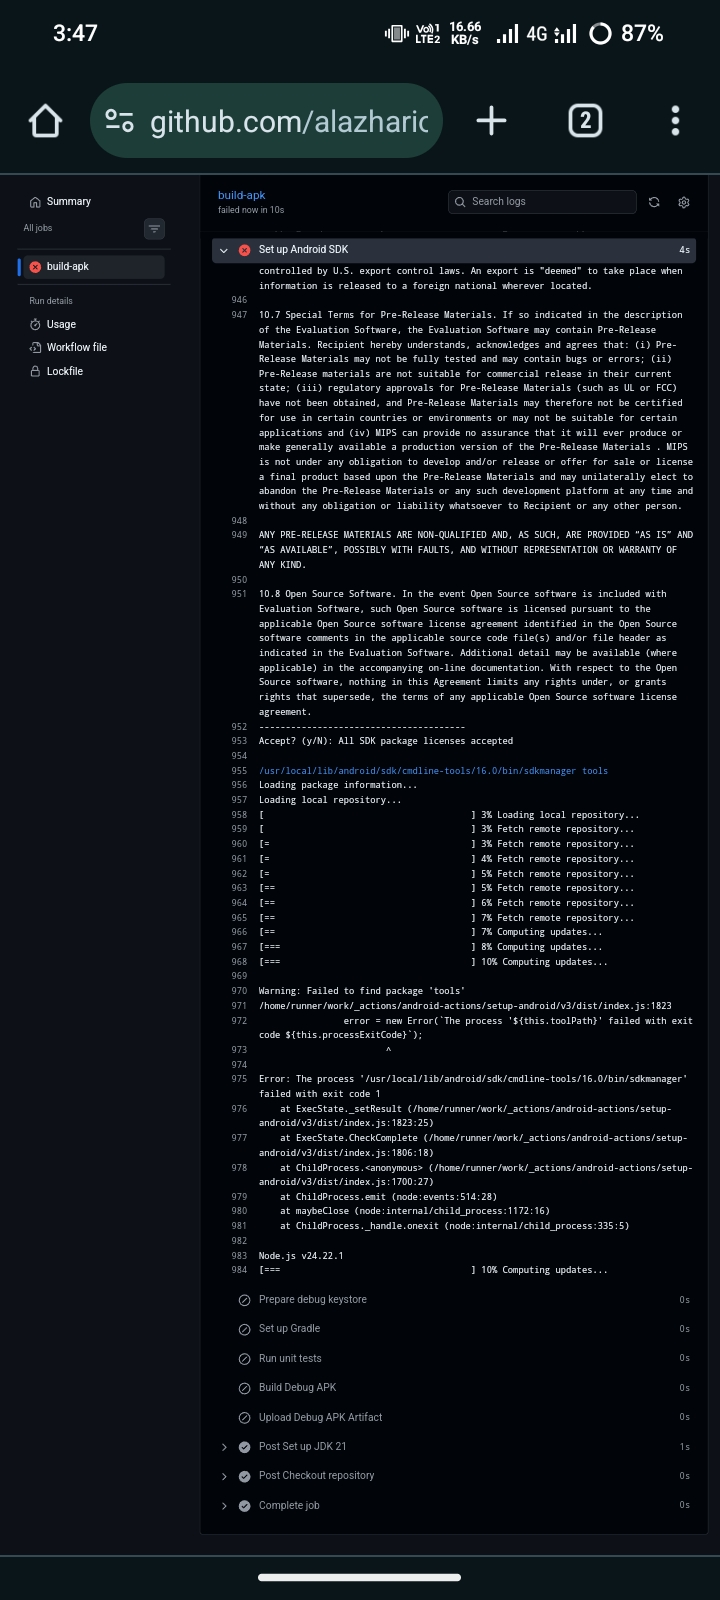 3:47
Vo)) 1
LTE2
16.66
KB/s
4G
87%
github.com/alazharic
2
Summary
All jobs
build-apk
Run details
Usage
Workflow file
Lockfile
build-apk
failed now in 10s
Search logs
Set up Android SDK 4s
controlled by U.S. export control laws. An export is "deemed" to take place when
information is released to a foreign national wherever located.
946
947 10.7 Special Terms for Pre-Release Materials. If so indicated in the description
of the Evaluation Software, the Evaluation Software may contain Pre-Release
Materials. Recipient hereby understands, acknowledges and agrees that: (i) Pre-
Release Materials may not be fully tested and may contain bugs or errors; (ii)
Pre-Release materials are not suitable for commercial release in their current
state; (iii) regulatory approvals for Pre-Release Materials (such as UL or FCC)
have not been obtained, and Pre-Release Materials may therefore not be certified
for use in certain countries or environments or may not be suitable for certain
applications and (iv) MIPS can provide no assurance that it will ever produce or
make generally available a production version of the Pre-Release Materials . MIPS
is not under any obligation to develop and/or release or offer for sale or license
a final product based upon the Pre-Release Materials and may unilaterally elect to
abandon the Pre-Release Materials or any such development platform at any time and
without any obligation or liability whatsoever to Recipient or any other person.
948
949 ANY PRE-RELEASE MATERIALS ARE NON-QUALIFIED AND, AS SUCH, ARE PROVIDED “AS IS” AND
“AS AVAILABLE”, POSSIBLY WITH FAULTS, AND WITHOUT REPRESENTATION OR WARRANTY OF
ANY KIND.
950
951 10.8 Open Source Software. In the event Open Source software is included with
Evaluation Software, such Open Source software is licensed pursuant to the
applicable Open Source software license agreement identified in the Open Source
software comments in the applicable source code file(s) and/or file header as
indicated in the Evaluation Software. Additional detail may be available (where
applicable) in the accompanying on-line documentation. With respect to the Open
Source software, nothing in this Agreement limits any rights under, or grants
rights that supersede, the terms of any applicable Open Source software license
agreement.
952 ---------------------------------------
953 Accept? (y/N): All SDK package licenses accepted
954
955 /usr/local/lib/android/sdk/cmdline-tools/16.0/bin/sdkmanager tools
956 Loading package information...
957 Loading local repository...
958 [                                       ] 3% Loading local repository...
959 [                                       ] 3% Fetch remote repository...
960 [=                                      ] 3% Fetch remote repository...
961 [=                                      ] 4% Fetch remote repository...
962 [=                                      ] 5% Fetch remote repository...
963 [==                                     ] 5% Fetch remote repository...
964 [==                                     ] 6% Fetch remote repository...
965 [==                                     ] 7% Fetch remote repository...
966 [==                                     ] 7% Computing updates...
967 [===                                    ] 8% Computing updates...
968 [===                                    ] 10% Computing updates...
969
970 Warning: Failed to find package 'tools'
971 /home/runner/work/_actions/android-actions/setup-android/v3/dist/index.js:1823
972 error = new Error(`The process '${this.toolPath}' failed with exit
code ${this.processExitCode}`);
973 ^
974
975 Error: The process '/usr/local/lib/android/sdk/cmdline-tools/16.0/bin/sdkmanager'
failed with exit code 1
976 at ExecState._setResult (/home/runner/work/_actions/android-actions/setup-
android/v3/dist/index.js:1823:25)
977 at ExecState.CheckComplete (/home/runner/work/_actions/android-actions/setup-
android/v3/dist/index.js:1806:18)
978 at ChildProcess.<anonymous> (/home/runner/work/_actions/android-actions/setup-
android/v3/dist/index.js:1700:27)
979 at ChildProcess.emit (node:events:514:28)
980 at maybeClose (node:internal/child_process:1172:16)
981 at ChildProcess._handle.onexit (node:internal/child_process:335:5)
982
983 Node.js v24.22.1
984 [===                                    ] 10% Computing updates...
Prepare debug keystore 0s
Set up Gradle 0s
Run unit tests 0s
Build Debug APK 0s
Upload Debug APK Artifact 0s
Post Set up JDK 21 1s
Post Checkout repository 0s
Complete job 0s